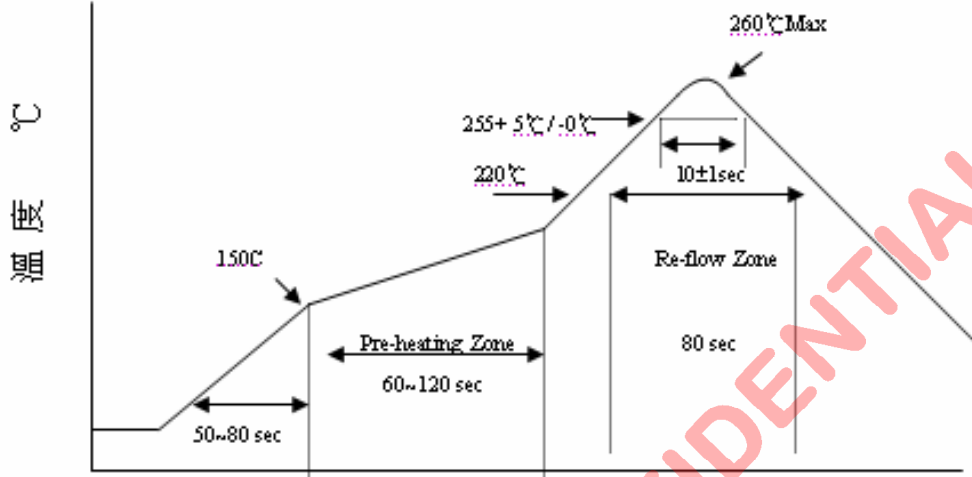 260℃Max
255+ 5℃/ -0℃
10±1sec
220℃
150C
Re-flow Zone
Pre-heating Zone
80 sec
60~120 sec
50~80 sec
温度 ℃